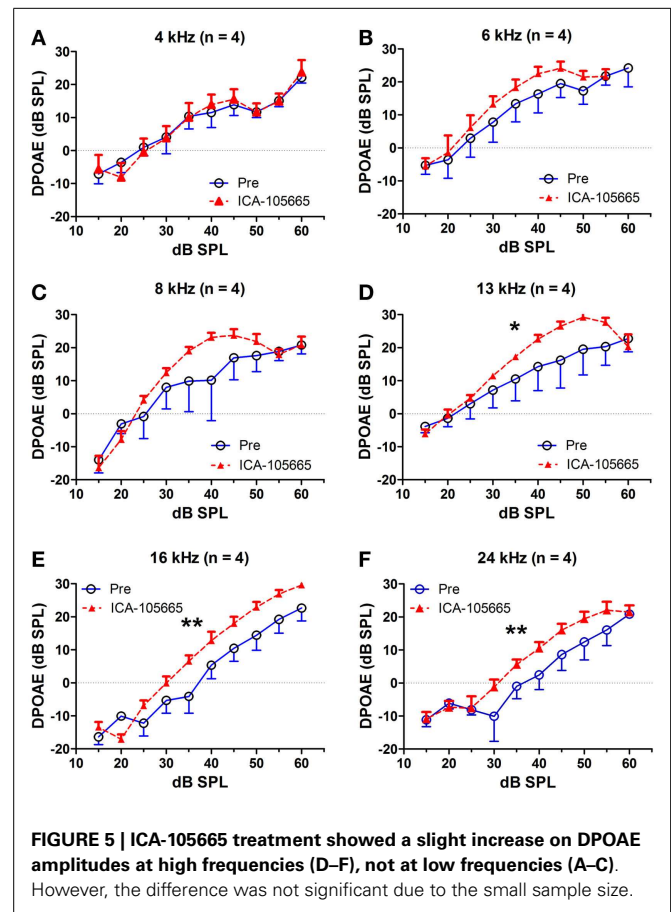 A
4 kHz (n = 4)
DPOAE (dB SPL)
30
20
10
0
-10
-20
10 20 30 40 50 60
dB SPL
Pre
ICA-105665
B
6 kHz (n = 4)
DPOAE (dB SPL)
30
20
10
0
-10
-20
10 20 30 40 50 60
dB SPL
Pre
ICA-105665
C
8 kHz (n = 4)
DPOAE (dB SPL)
30
20
10
0
-10
-20
10 20 30 40 50 60
dB SPL
Pre
ICA-105665
D
13 kHz (n = 4)
DPOAE (dB SPL)
30
20
10
0
-10
-20
10 20 30 40 50 60
dB SPL
*
Pre
ICA-105665
E
16 kHz (n = 4)
DPOAE (dB SPL)
30
20
10
0
-10
-20
10 20 30 40 50 60
dB SPL
Pre
ICA-105665
**
F
24 kHz (n = 4)
DPOAE (dB SPL)
30
20
10
0
-10
-20
10 20 30 40 50 60
dB SPL
Pre
ICA-105665
**
FIGURE 5 | ICA-105665 treatment showed a slight increase on DPOAE
amplitudes at high frequencies (D–F), not at low frequencies (A–C).
However, the difference was not significant due to the small sample size.